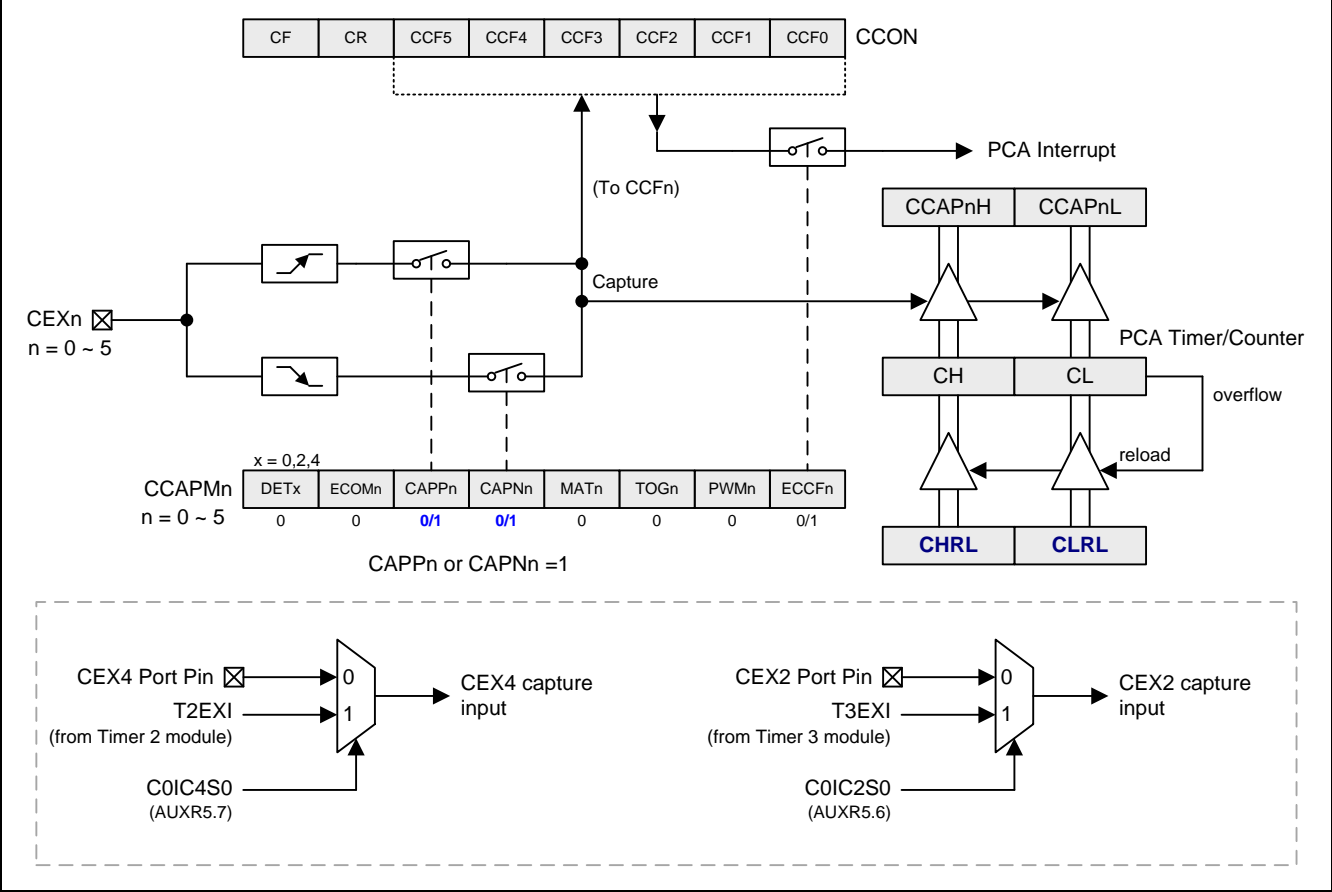 CF CR CCF5 CCF4 CCF3 CCF2 CCF1 CCF0 CCON
PCA Interrupt
(To CCFn)
CCAPnH CCAPnL
Capture
CEXn
n = 0 ~ 5
PCA Timer/Counter
CH CL
overflow
reload
x = 0,2,4
CCAPMn DETx ECOMn CAPPn CAPNn MATn TOGn PWMn ECCFn
n = 0 ~ 5 0 0 0/1 0/1 0 0 0 0/1
CHRL CLRL
CAPPn or CAPNn =1
CEX4 Port Pin 0
T2EXI 1
(from Timer 2 module)
CEX4 capture
input
C0IC4S0
(AUXR5.7)
CEX2 Port Pin 0
T3EXI 1
(from Timer 3 module)
CEX2 capture
input
C0IC2S0
(AUXR5.6)